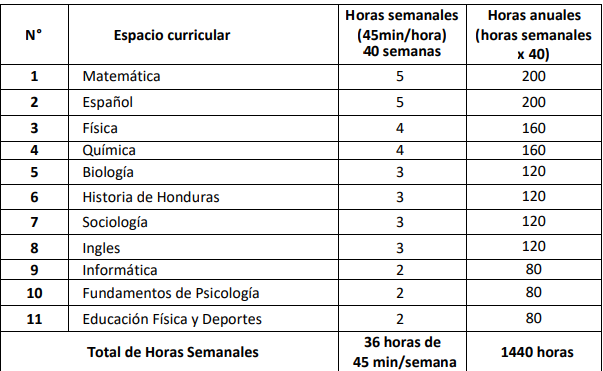 N° Espacio curricular Horas semanales (45min/hora) 40 semanas Horas anuales (horas semanales x 40)
1 Matemática 5 200
2 Español 5 200
3 Física 4 160
4 Química 4 160
5 Biología 3 120
6 Historia de Honduras 3 120
7 Sociología 3 120
8 Ingles 3 120
9 Informática 2 80
10 Fundamentos de Psicología 2 80
11 Educación Física y Deportes 2 80
Total de Horas Semanales 36 horas de 45 min/semana 1440 horas